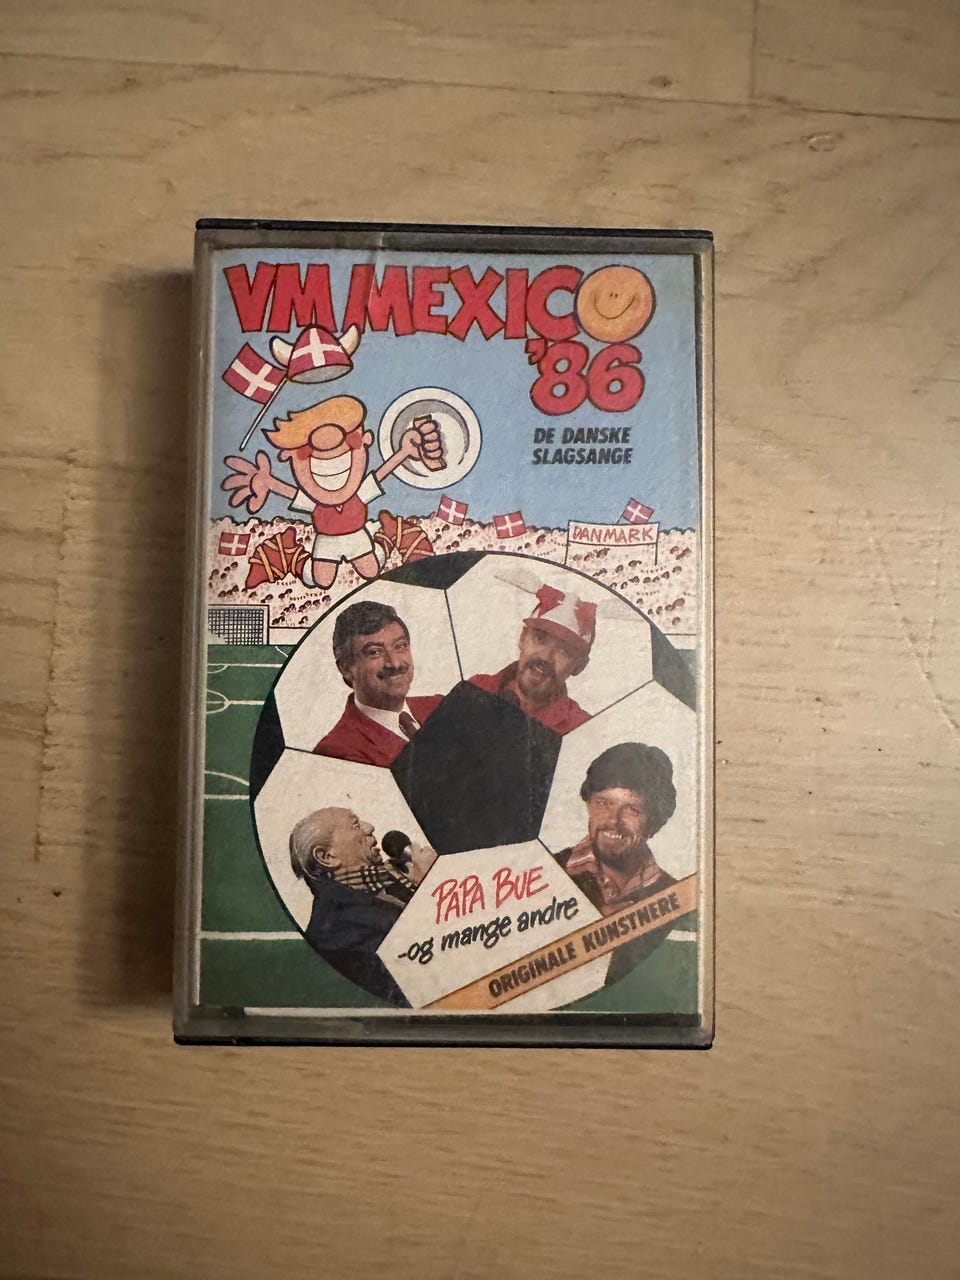 VM MEXICO
'86
DE DANSKE
SLAGSANGE
DANMARK
PAPA BUE
-og mange andre
ORIGINALE KUNSTNERE